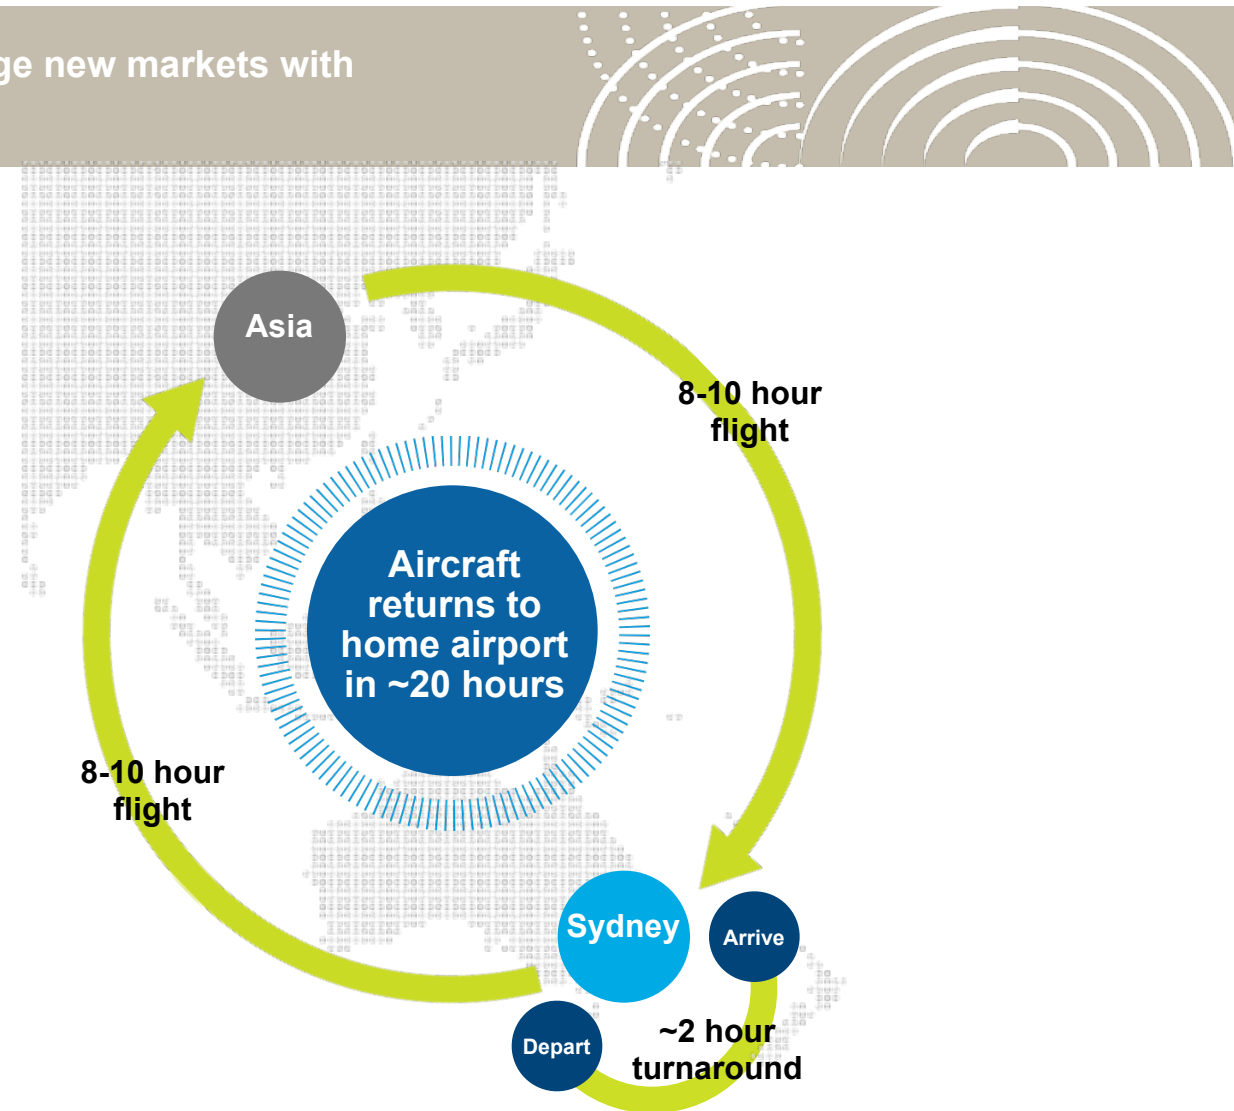 ge new markets with
Asia
8-10 hour
flight
Aircraft
returns to
home airport
in ~20 hours
8-10 hour
flight
Sydney
Arrive
~2 hour
turnaround
Depart